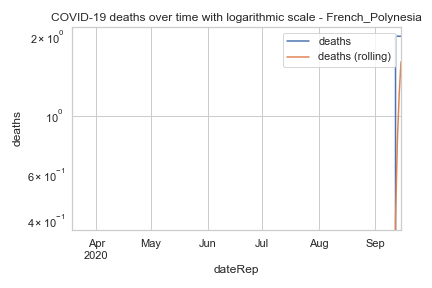 COVID-19 deaths over time with logarithmic scale - French_Polynesia
2 × 10⁰
10⁰
6 × 10⁻¹
4 × 10⁻¹
deaths
deaths
deaths (rolling)
Apr May Jun Jul Aug Sep
2020
dateRep